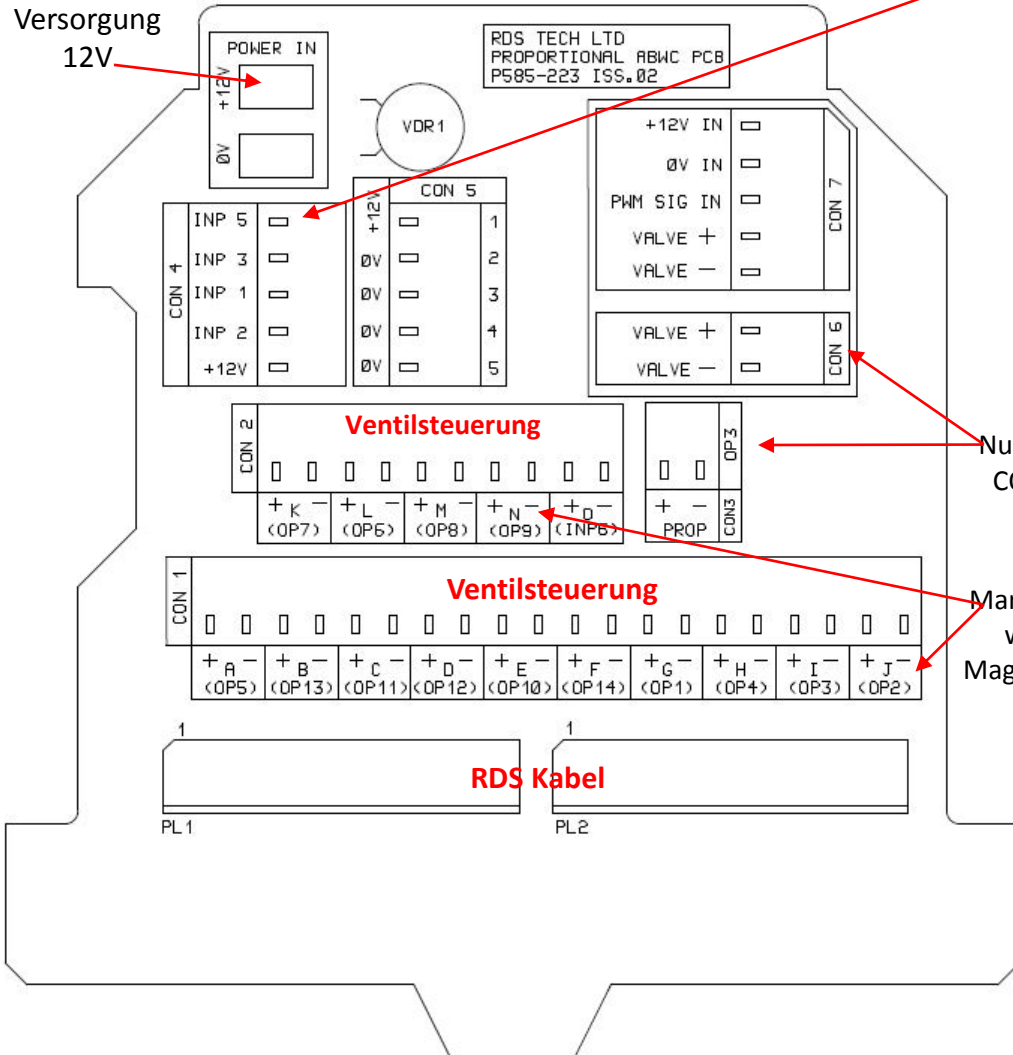 Versorgung
12V
POWER IN
+12V
0V
VDR1
RDS TECH LTD
PROPORTIONAL ABWC PCB
P585-223 ISS.02
+12V IN
0V IN
PWM SIG IN
VALVE +
VALVE −
CON 7
VALVE +
VALVE −
CON 6
CON 4
INP 5
INP 3
INP 1
INP 2
+12V
CON 5
+12V 1
0V 2
0V 3
0V 4
0V 5
CON 2
Ventilsteuerung
+ K − + L − + M − + N − + D −
(OP7) (OP6) (OP8) (OP9) (INP6)
OP3
+ −
PROP
CON3
Nu
CO
CON 1
Ventilsteuerung
+ A − + B − + C − + D − + E − + F − + G − + H − + I − + J −
(OP5) (OP13) (OP11) (OP12) (OP10) (OP14) (OP1) (OP4) (OP3) (OP2)
Mar
Mag
1
1
RDS Kabel
PL1
PL2